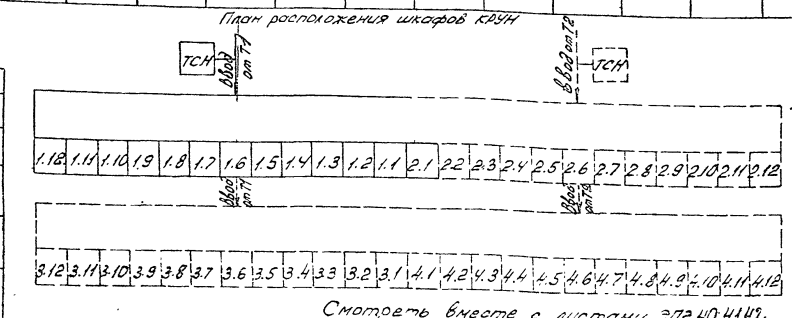 План расположения шкафов КРУН
ТСН
Ввод от Т1
Ввод от Т2
ТСН
1.12 1.11 1.10 1.9 1.8 1.7 1.6 1.5 1.4 1.3 1.2 1.1 2.1 2.2 2.3 2.4 2.5 2.6 2.7 2.8 2.9 2.10 2.11 2.12
Ввод от Т1
Ввод
3.12 3.11 3.10 3.9 3.8 3.7 3.6 3.5 3.4 3.3 3.2 3.1 4.1 4.2 4.3 4.4 4.5 4.6 4.7 4.8 4.9 4.10 4.11 4.12
Смотреть вместе с листами